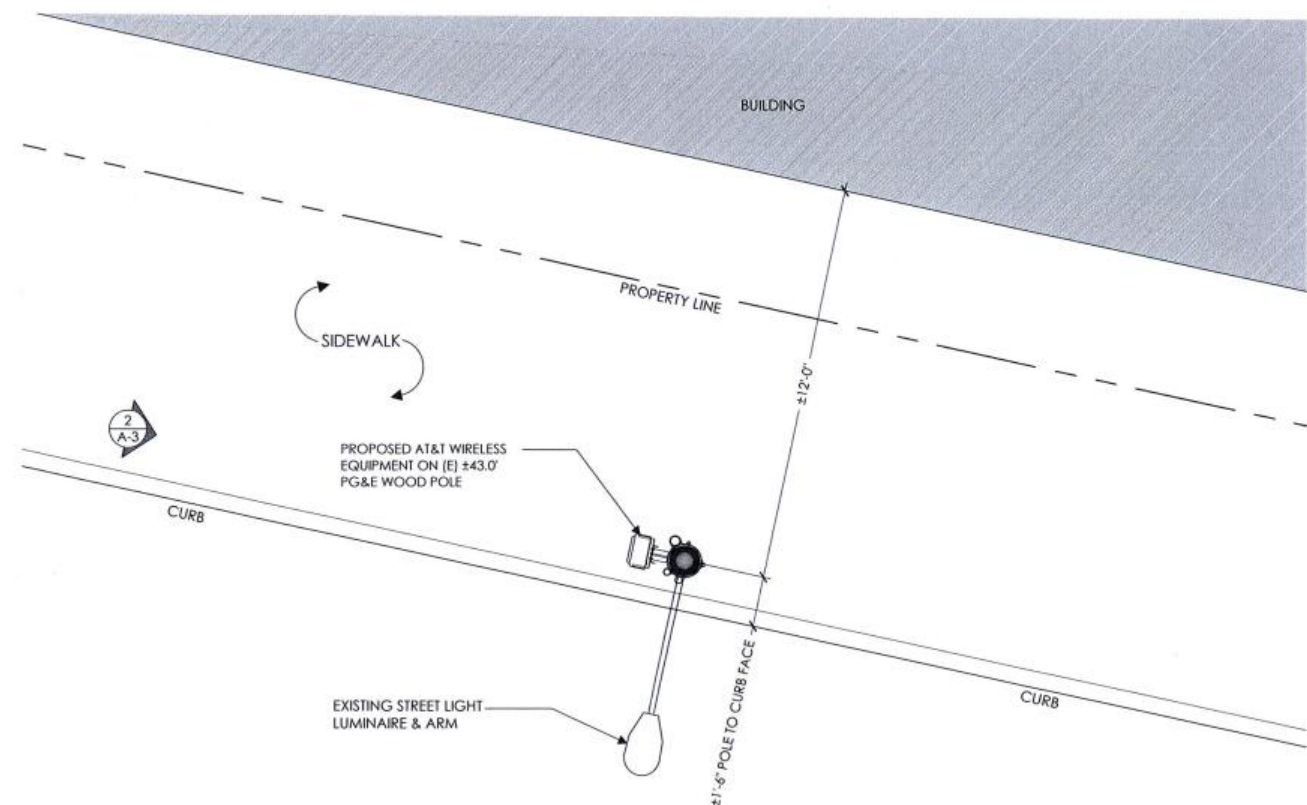 BUILDING
PROPERTY LINE
SIDEWALK
±12'-0"
2
A-3
PROPOSED AT&T WIRELESS
EQUIPMENT ON (E) ±43.0'
PG&E WOOD POLE
CURB
EXISTING STREET LIGHT
LUMINAIRE & ARM
±1'-6" POLE TO CURB FACE
CURB